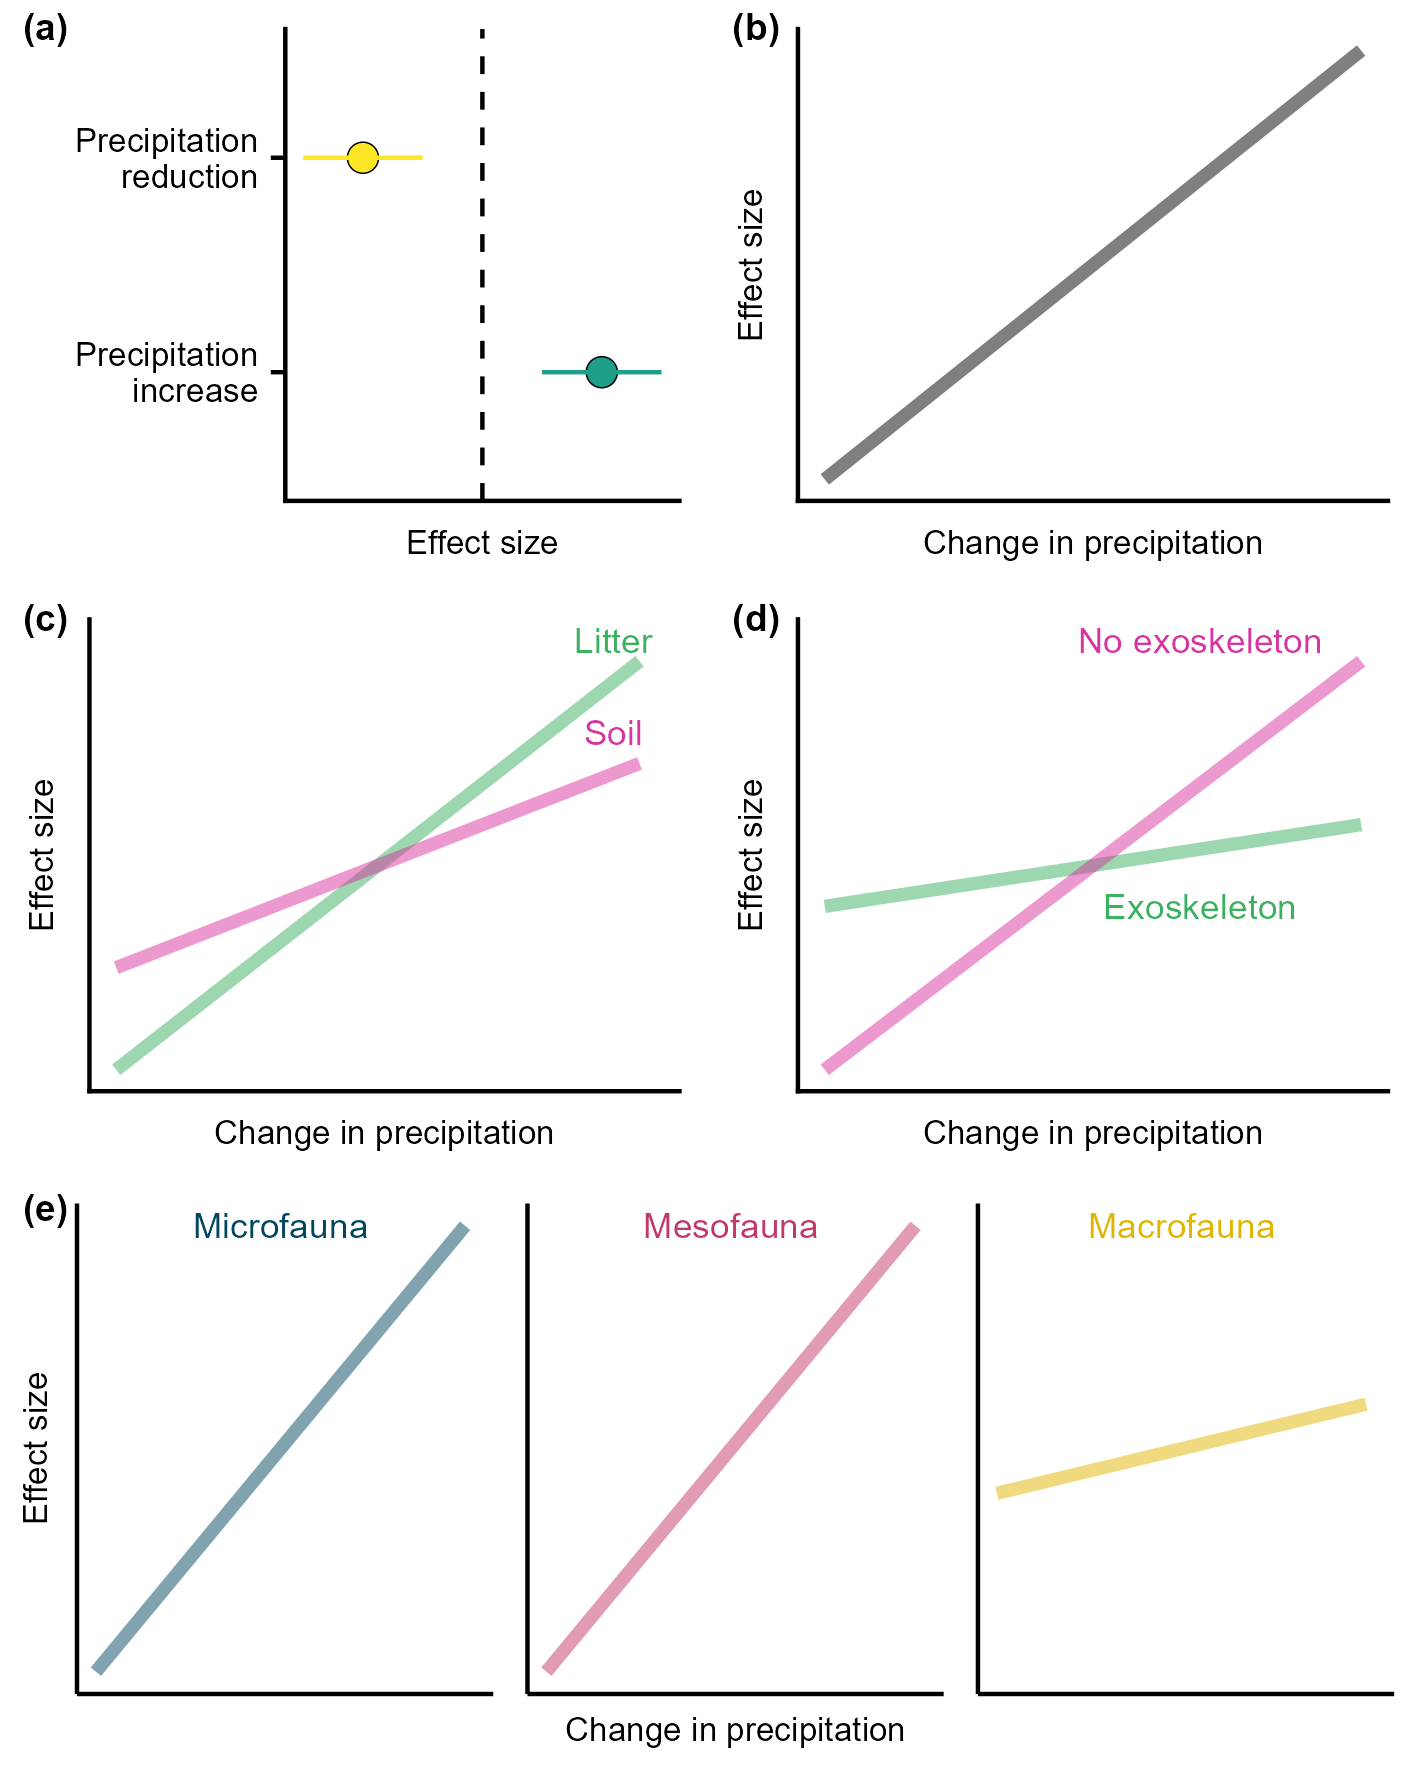 (a)
Precipitation
reduction
Precipitation
increase
Effect size
(b)
Effect size
Change in precipitation
(c)
Litter
Soil
Effect size
Change in precipitation
(d)
No exoskeleton
Exoskeleton
Effect size
Change in precipitation
(e)
Microfauna
Mesofauna
Macrofauna
Effect size
Change in precipitation